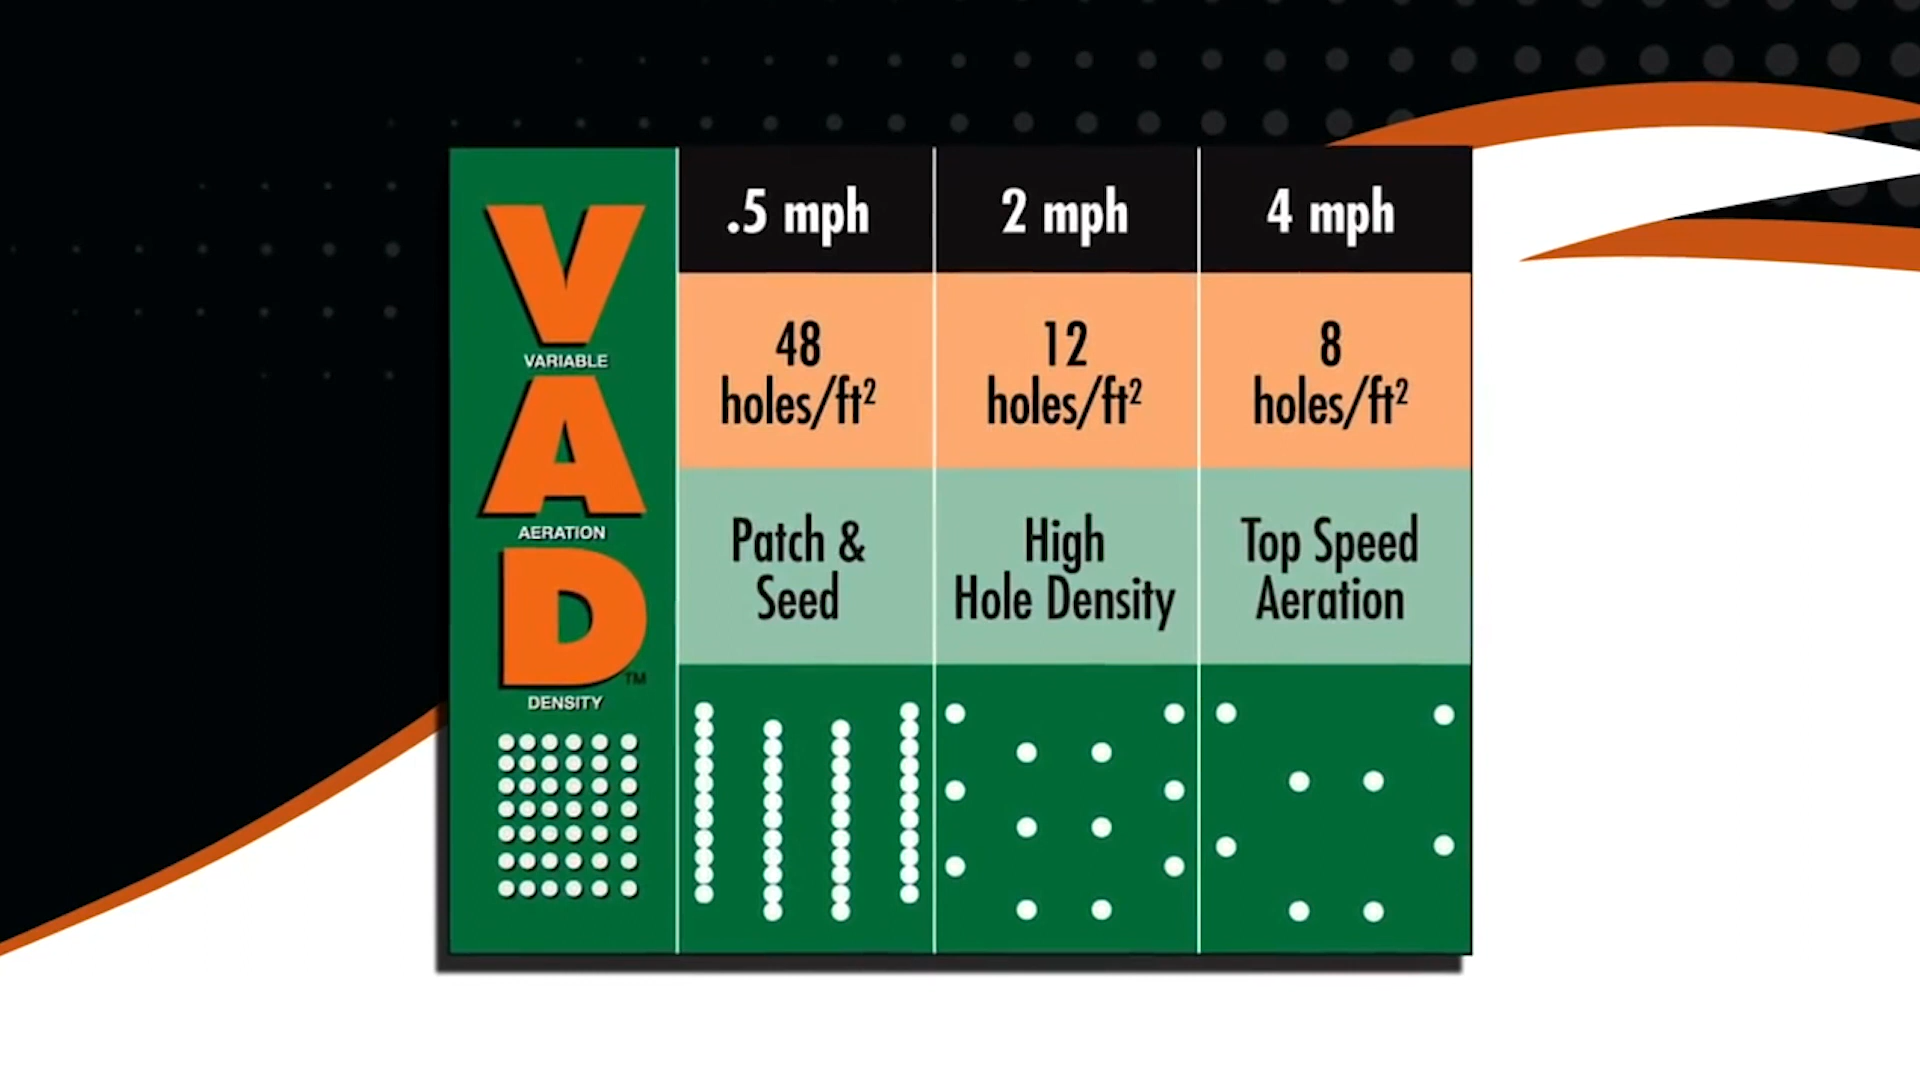 V
VARIABLE
A
AERATION
D™
DENSITY
.5 mph
48
holes/ft²
Patch &
Seed
2 mph
12
holes/ft²
High
Hole Density
4 mph
8
holes/ft²
Top Speed
Aeration